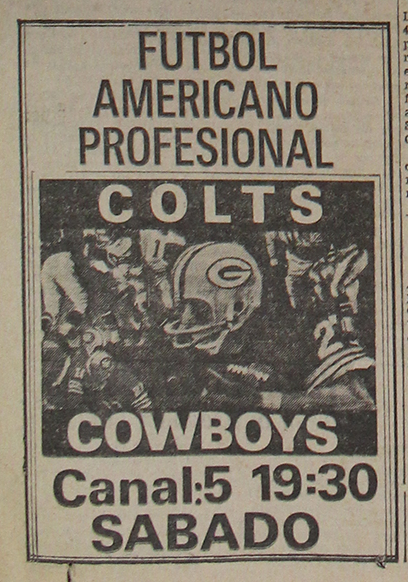 FUTBOL
AMERICANO
PROFESIONAL
COLTS
G
COWBOYS
Canal:5 19:30
SABADO